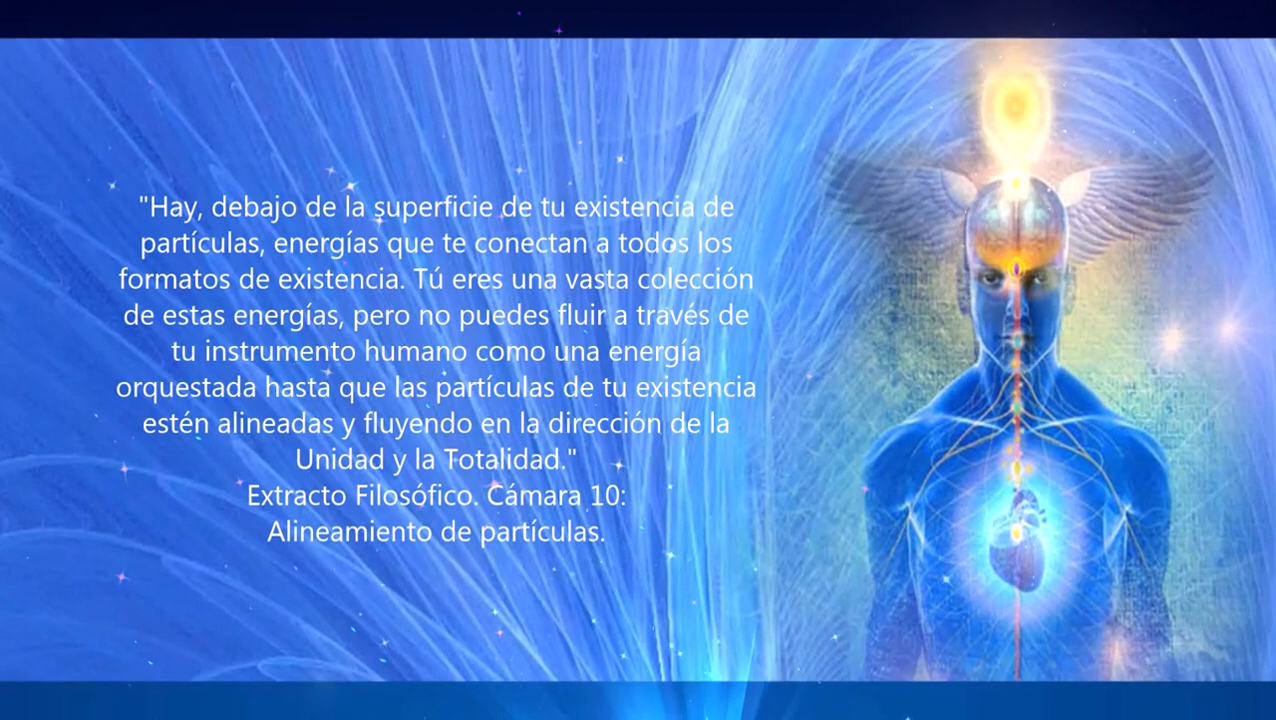 "Hay, debajo de la superficie de tu existencia de
partículas, energías que te conectan a todos los
formatos de existencia. Tú eres una vasta colección
de estas energías, pero no puedes fluir a través de
tu instrumento humano como una energía
orquestada hasta que las partículas de tu existencia
estén alineadas y fluyendo en la dirección de la
Unidad y la Totalidad."
Extracto Filosófico. Cámara 10:
Alineamiento de partículas.